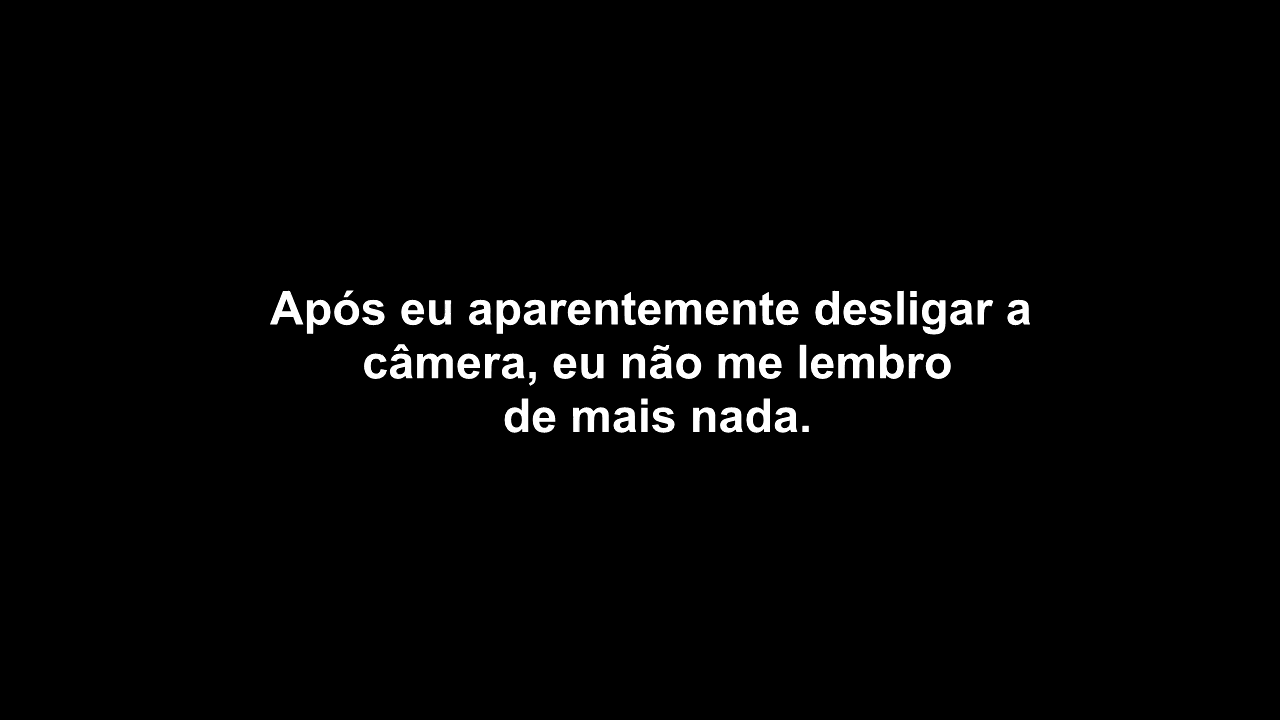 Após eu aparentemente desligar a
câmera, eu não me lembro
de mais nada.